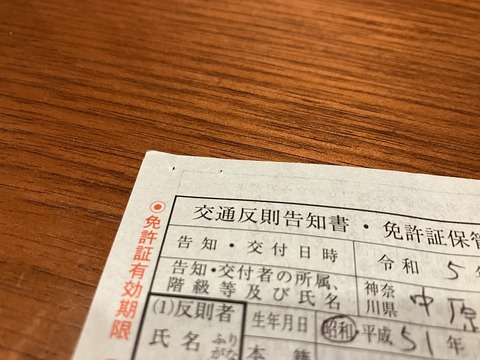 交通反則告知書・免許証保管
告知・交付日時 令和 5年
告知・交付者の所属、階級等及び氏名 神奈川県 中原
(1)反則者
氏名
ふりがな
生年月日 昭和 平成 51年
本籍
◉免許証有効期限